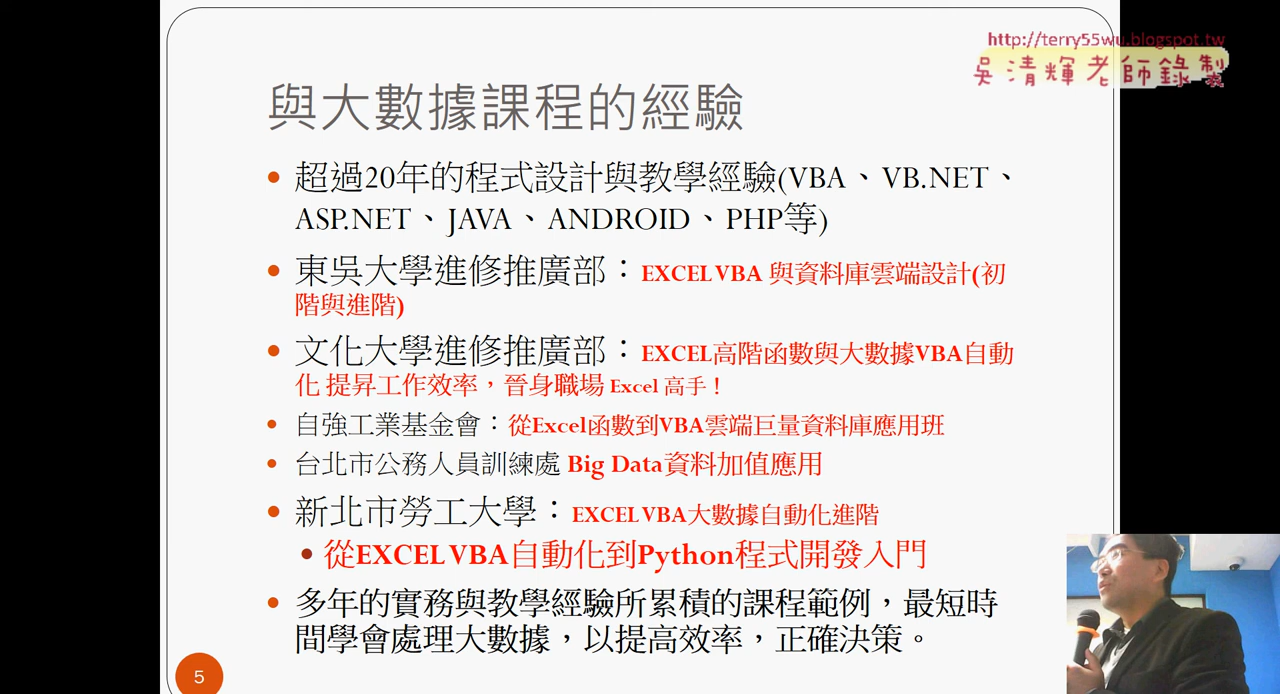 http://terry55wu.blogspot.tw
吳清輝老師錄製
與大數據課程的經驗
超過20年的程式設計與教學經驗(VBA、VB.NET、
ASP.NET、JAVA、ANDROID、PHP等)
東吳大學進修推廣部：EXCEL VBA 與資料庫雲端設計(初
階與進階)
文化大學進修推廣部：EXCEL高階函數與大數據VBA自動
化 提昇工作效率，晉身職場 Excel 高手！
自強工業基金會：從Excel函數到VBA雲端巨量資料庫應用班
台北市公務人員訓練處 Big Data資料加值應用
新北市勞工大學：EXCEL VBA大數據自動化進階
從EXCEL VBA自動化到Python程式開發入門
多年的實務與教學經驗所累積的課程範例，最短時
間學會處理大數據，以提高效率，正確決策。
5